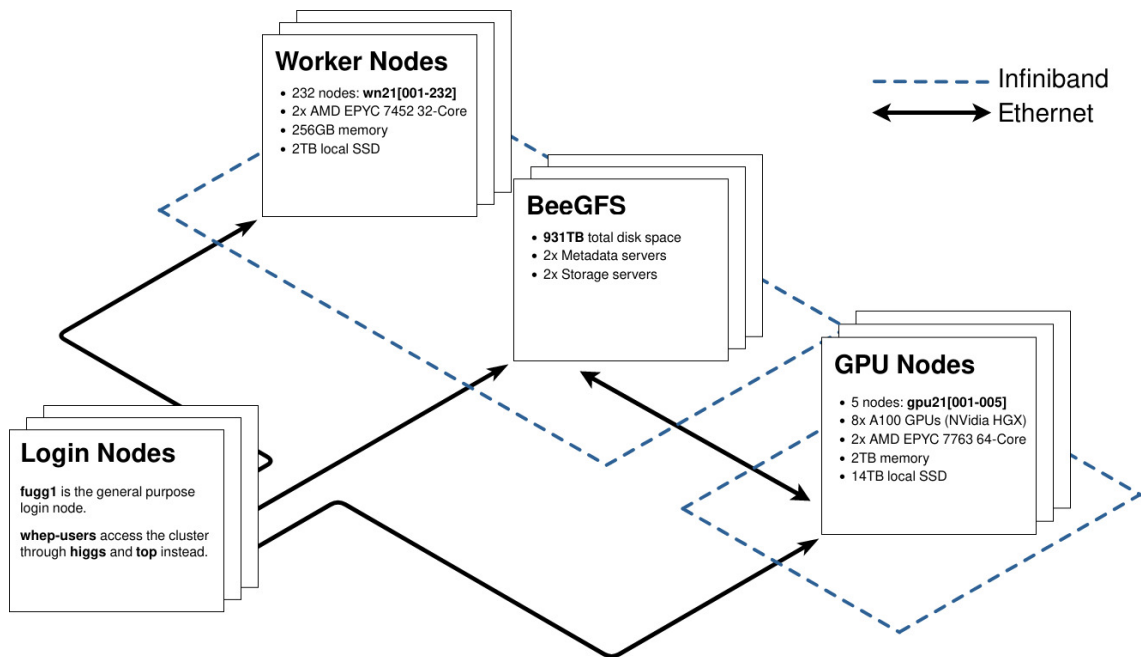 Worker Nodes
• 232 nodes: wn21[001-232]
• 2x AMD EPYC 7452 32-Core
• 256GB memory
• 2TB local SSD
Infiniband
Ethernet
BeeGFS
• 931TB total disk space
• 2x Metadata servers
• 2x Storage servers
GPU Nodes
• 5 nodes: gpu21[001-005]
• 8x A100 GPUs (NVidia HGX)
• 2x AMD EPYC 7763 64-Core
• 2TB memory
• 14TB local SSD
Login Nodes
fugg1 is the general purpose
login node.
whep-users access the cluster
through higgs and top instead.